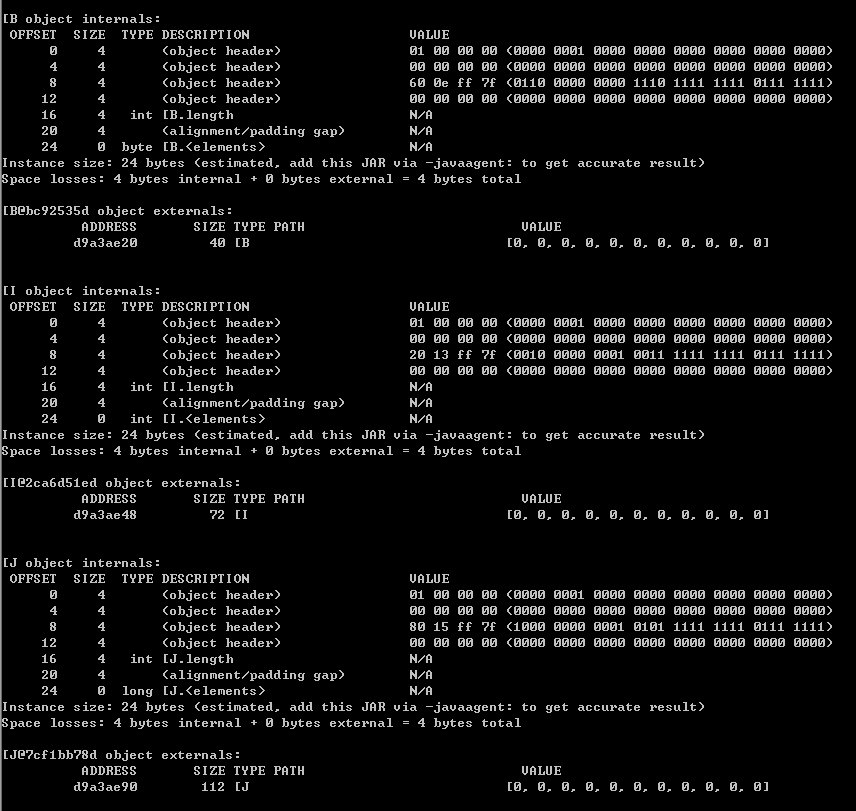 [B object internals:
 OFFSET  SIZE  TYPE DESCRIPTION                    VALUE
      0     4       (object header)                01 00 00 00 (0000 0001 0000 0000 0000 0000 0000 0000)
      4     4       (object header)                00 00 00 00 (0000 0000 0000 0000 0000 0000 0000 0000)
      8     4       (object header)                60 0e ff 7f (0110 0000 0000 1110 1111 1111 0111 1111)
     12     4       (object header)                00 00 00 00 (0000 0000 0000 0000 0000 0000 0000 0000)
     16     4   int [B.length                      N/A
     20     4       (alignment/padding gap)        N/A
     24     0  byte [B.<elements>                  N/A
Instance size: 24 bytes (estimated, add this JAR via -javaagent: to get accurate result)
Space losses: 4 bytes internal + 0 bytes external = 4 bytes total
[B@bc92535d object externals:
          ADDRESS       SIZE TYPE PATH                           VALUE
         d9a3ae20         40 [B                                [0, 0, 0, 0, 0, 0, 0, 0, 0, 0]
[I object internals:
 OFFSET  SIZE  TYPE DESCRIPTION                    VALUE
      0     4       (object header)                01 00 00 00 (0000 0001 0000 0000 0000 0000 0000 0000)
      4     4       (object header)                00 00 00 00 (0000 0000 0000 0000 0000 0000 0000 0000)
      8     4       (object header)                20 13 ff 7f (0010 0000 0001 0011 1111 1111 0111 1111)
     12     4       (object header)                00 00 00 00 (0000 0000 0000 0000 0000 0000 0000 0000)
     16     4   int [I.length                      N/A
     20     4       (alignment/padding gap)        N/A
     24     0   int [I.<elements>                  N/A
Instance size: 24 bytes (estimated, add this JAR via -javaagent: to get accurate result)
Space losses: 4 bytes internal + 0 bytes external = 4 bytes total
[I@2ca6d51ed object externals:
          ADDRESS       SIZE TYPE PATH                           VALUE
         d9a3ae48         72 [I                                [0, 0, 0, 0, 0, 0, 0, 0, 0, 0]
[J object internals:
 OFFSET  SIZE  TYPE DESCRIPTION                    VALUE
      0     4       (object header)                01 00 00 00 (0000 0001 0000 0000 0000 0000 0000 0000)
      4     4       (object header)                00 00 00 00 (0000 0000 0000 0000 0000 0000 0000 0000)
      8     4       (object header)                80 15 ff 7f (1000 0000 0001 0101 1111 1111 0111 1111)
     12     4       (object header)                00 00 00 00 (0000 0000 0000 0000 0000 0000 0000 0000)
     16     4   int [J.length                      N/A
     20     4       (alignment/padding gap)        N/A
     24     0  long [J.<elements>                  N/A
Instance size: 24 bytes (estimated, add this JAR via -javaagent: to get accurate result)
Space losses: 4 bytes internal + 0 bytes external = 4 bytes total
[J@7cf1bb78d object externals:
          ADDRESS       SIZE TYPE PATH                           VALUE
         d9a3ae90        112 [J                                [0, 0, 0, 0, 0, 0, 0, 0, 0, 0]